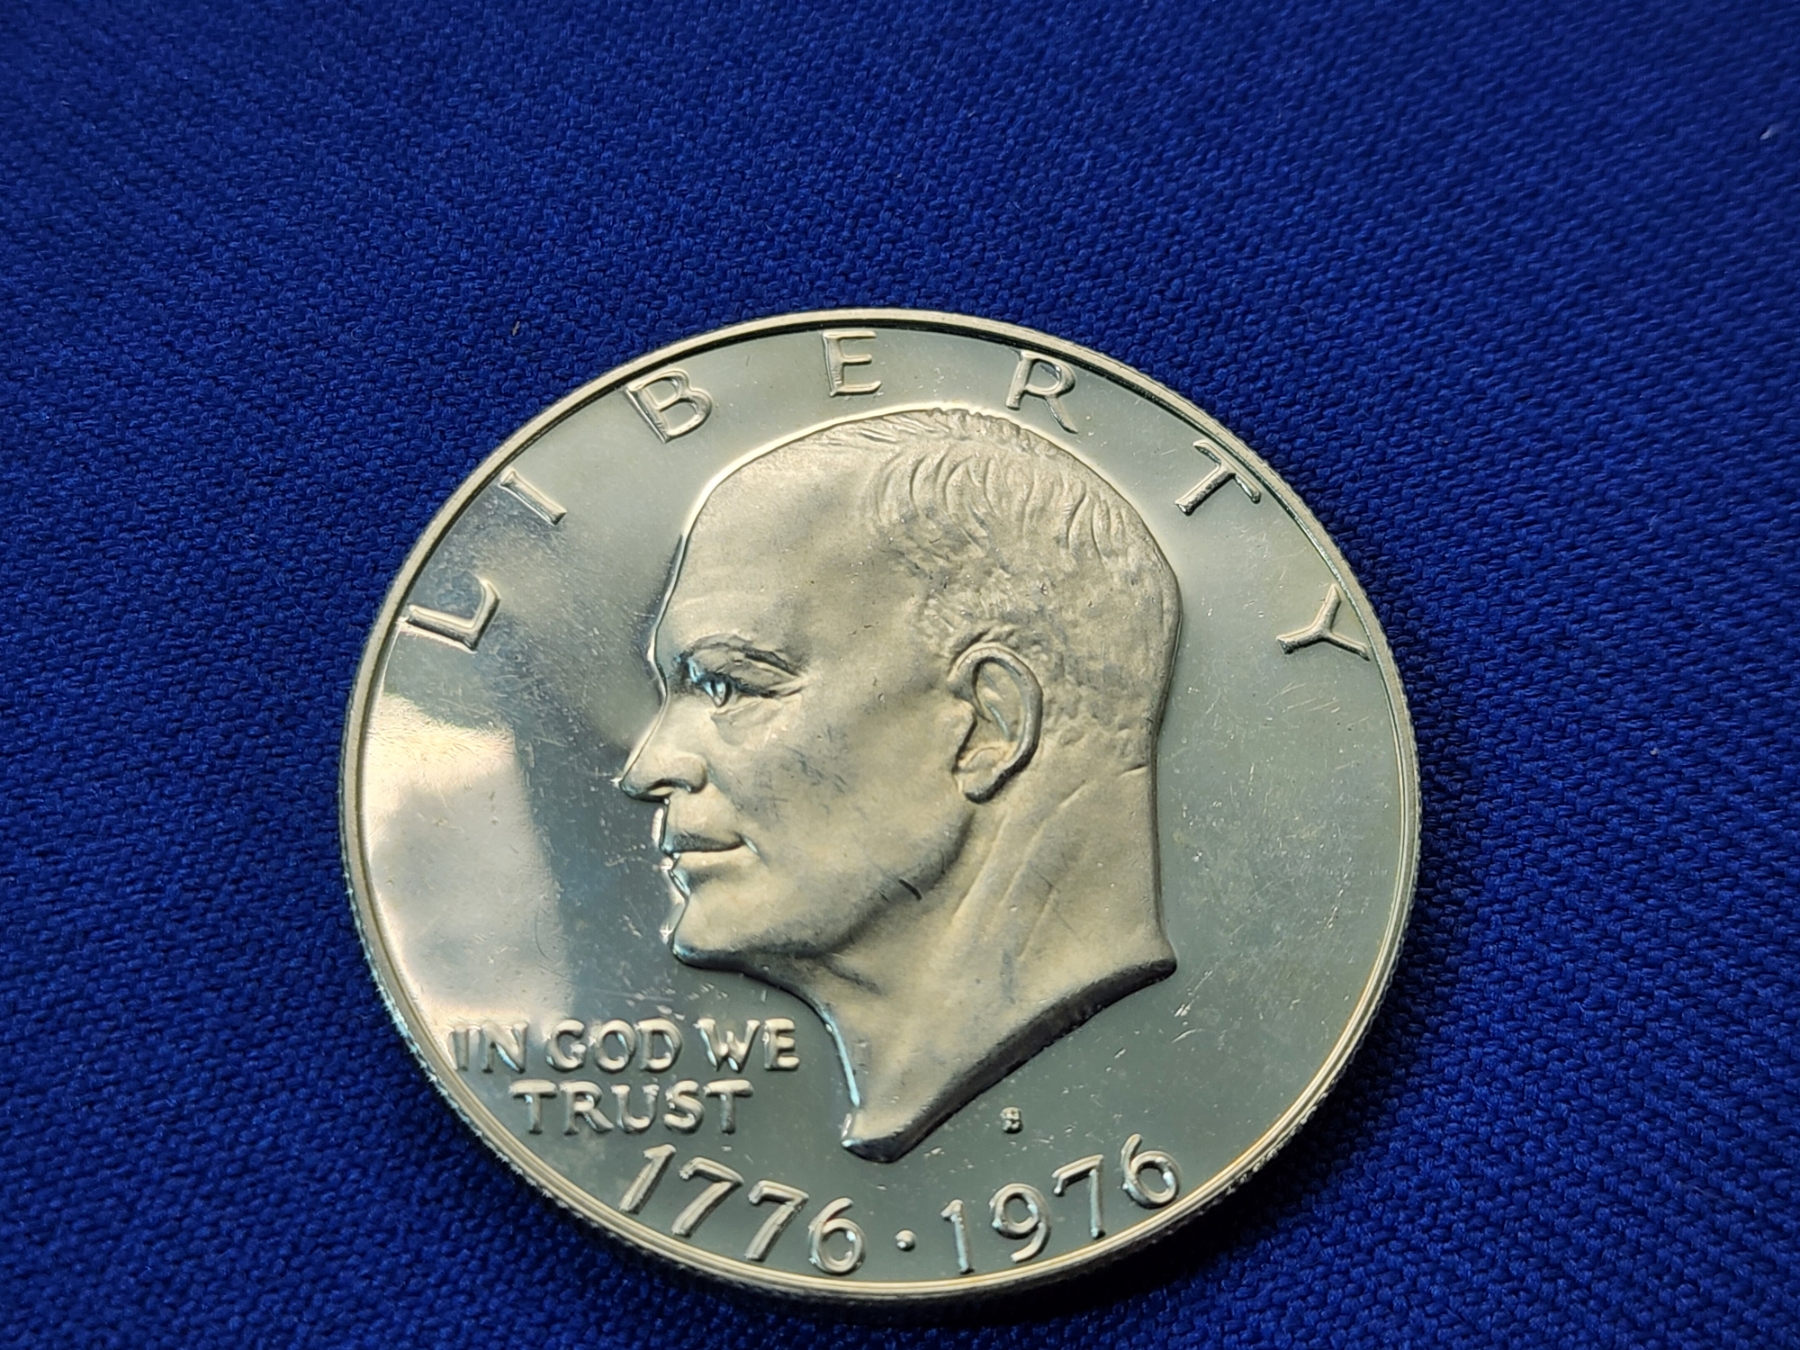 LIBERTY
IN GOD WE
TRUST
S
1776 · 1976